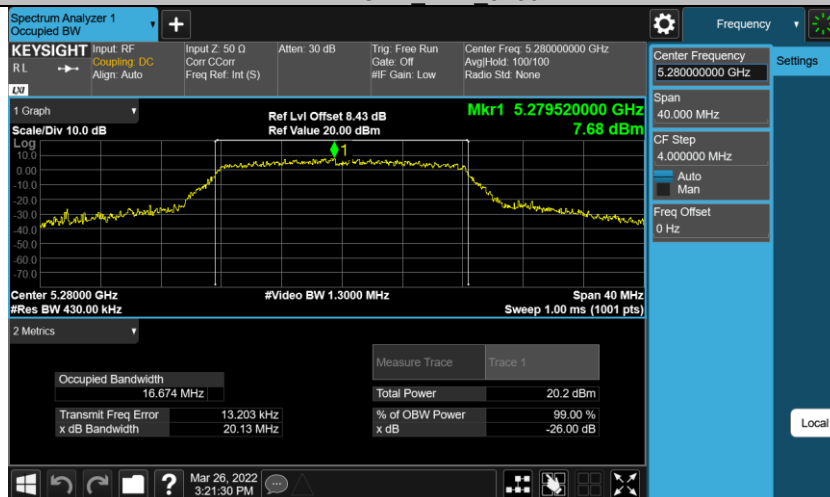 Spectrum Analyzer 1
Occupied BW
Frequency
KEYSIGHT
RL
LXI
Input: RF
Coupling: DC
Align: Auto
Input Z: 50 Ω
Corr CCorr
Freq Ref: Int (S)
Atten: 30 dB
Trig: Free Run
Gate: Off
#IF Gain: Low
Center Freq: 5.280000000 GHz
Avg|Hold: 100/100
Radio Std: None
1 Graph
Scale/Div 10.0 dB
Ref Lvl Offset 8.43 dB
Ref Value 20.00 dBm
Mkr1 5.279520000 GHz
7.68 dBm
Log
10.0
0.00
-10.0
-20.0
-30.0
-40.0
-50.0
-60.0
-70.0
1
Center 5.28000 GHz
#Res BW 430.00 kHz
#Video BW 1.3000 MHz
Span 40 MHz
Sweep 1.00 ms (1001 pts)
2 Metrics
Measure Trace Trace 1
Occupied Bandwidth
16.674 MHz
Total Power 20.2 dBm
Transmit Freq Error 13.203 kHz
% of OBW Power 99.00 %
x dB Bandwidth 20.13 MHz
x dB -26.00 dB
Center Frequency
5.280000000 GHz
Settings
Span
40.000 MHz
CF Step
4.000000 MHz
Auto
Man
Freq Offset
0 Hz
Local
?
Mar 26, 2022
3:21:30 PM